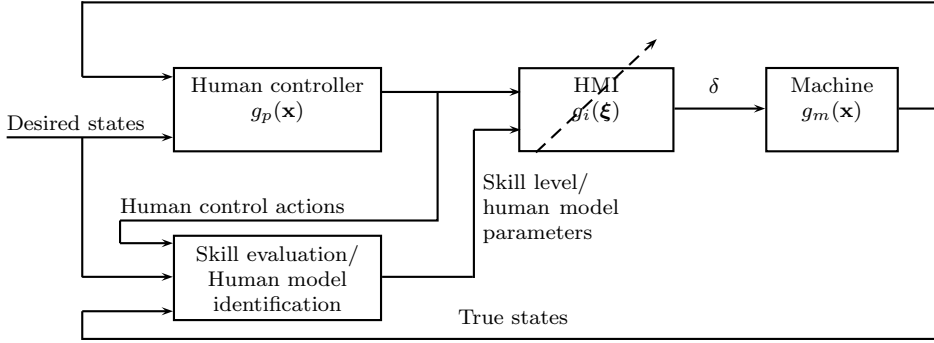 Human controller
g_p(𝐱)
HMI
g_i(𝝃)
δ
Machine
g_m(𝐱)
Desired states
Human control actions
Skill level/
human model
parameters
Skill evaluation/
Human model
identification
True states